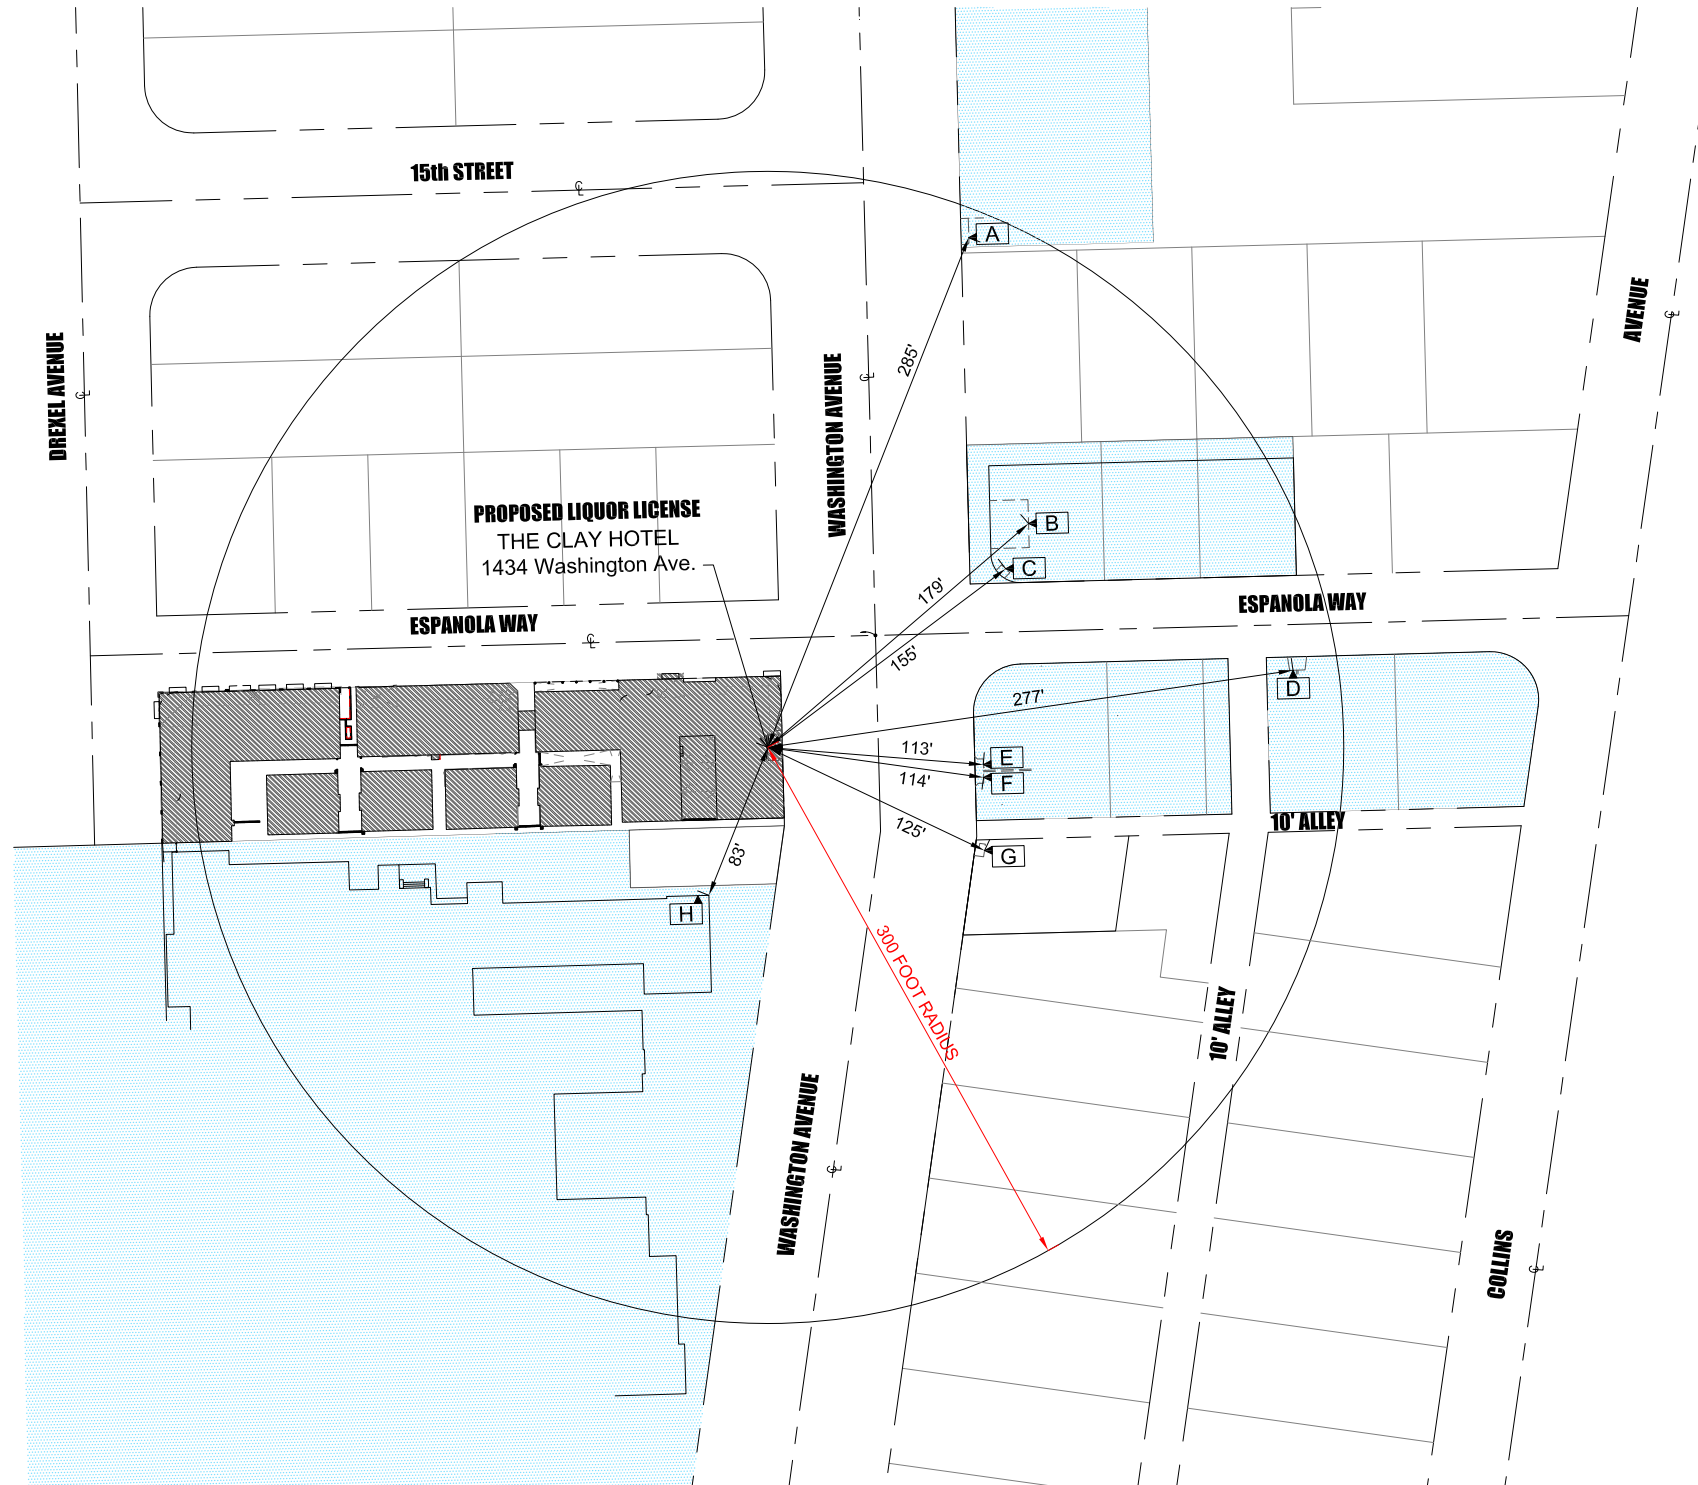 15th STREET
A
AVENUE
DREXEL AVENUE
285'
WASHINGTON AVENUE
PROPOSED LIQUOR LICENSE
THE CLAY HOTEL
1434 Washington Ave.
B
C
179'
ESPANOLA WAY
ESPANOLA WAY
155'
D
277'
113'
E
114'
F
10' ALLEY
125'
G
83'
H
300 FOOT RADIUS
10' ALLEY
WASHINGTON AVENUE
COLLINS